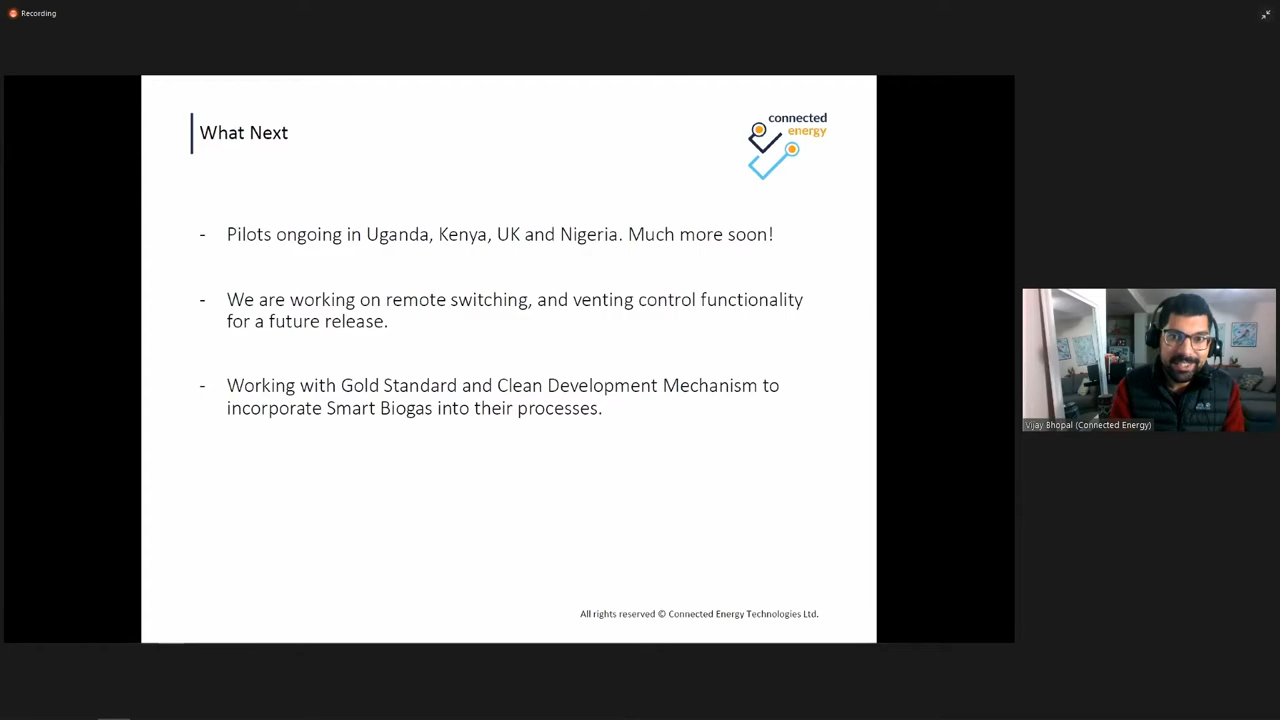 Recording
What Next
connected
energy
- Pilots ongoing in Uganda, Kenya, UK and Nigeria. Much more soon!
- We are working on remote switching, and venting control functionality
for a future release.
- Working with Gold Standard and Clean Development Mechanism to
incorporate Smart Biogas into their processes.
Vijay Bhopal (Connected Energy)
All rights reserved © Connected Energy Technologies Ltd.